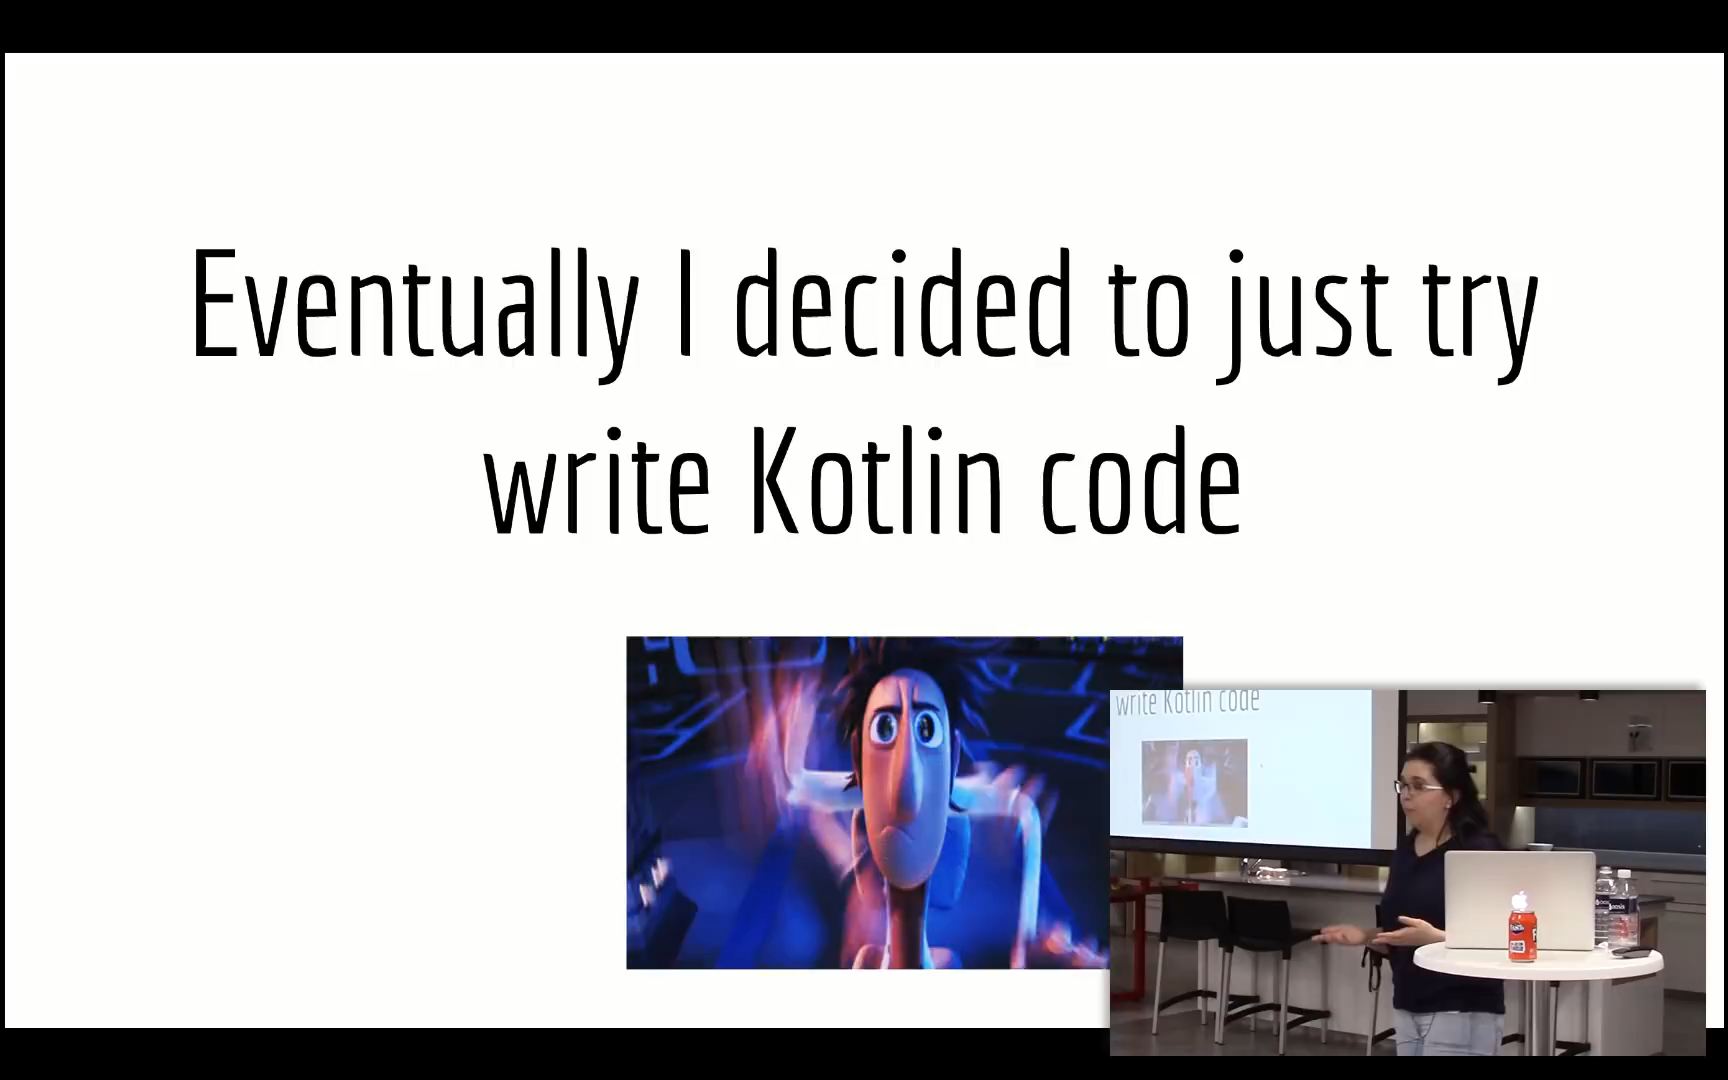 Eventually I decided to just try
write Kotlin code
write Kotlin code